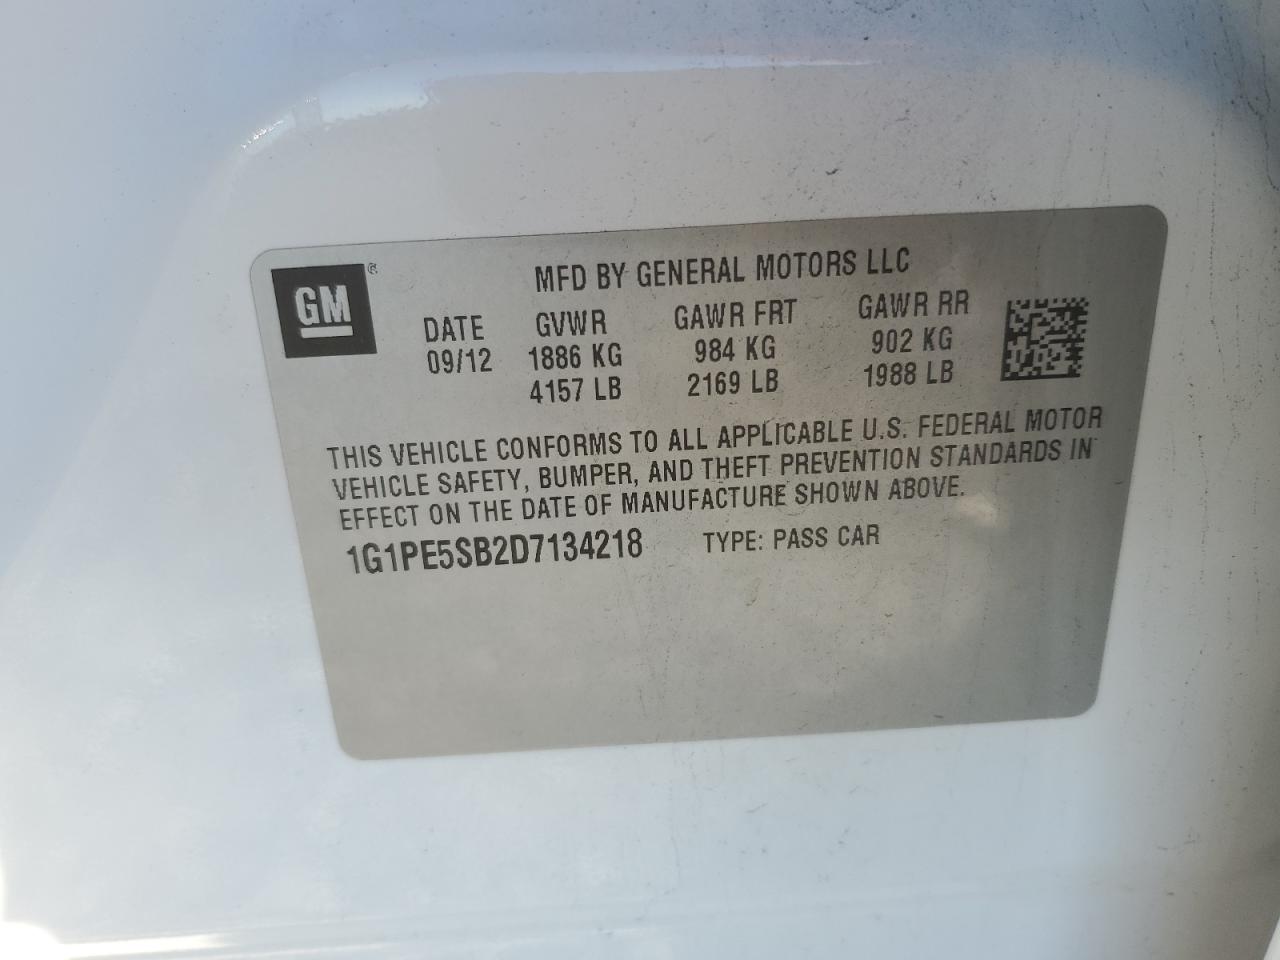 GM®
MFD BY GENERAL MOTORS LLC
DATE GVWR GAWR FRT GAWR RR
09/12 1886 KG 984 KG 902 KG
4157 LB 2169 LB 1988 LB
THIS VEHICLE CONFORMS TO ALL APPLICABLE U.S. FEDERAL MOTOR
VEHICLE SAFETY, BUMPER, AND THEFT PREVENTION STANDARDS IN
EFFECT ON THE DATE OF MANUFACTURE SHOWN ABOVE.
1G1PE5SB2D7134218 TYPE: PASS CAR